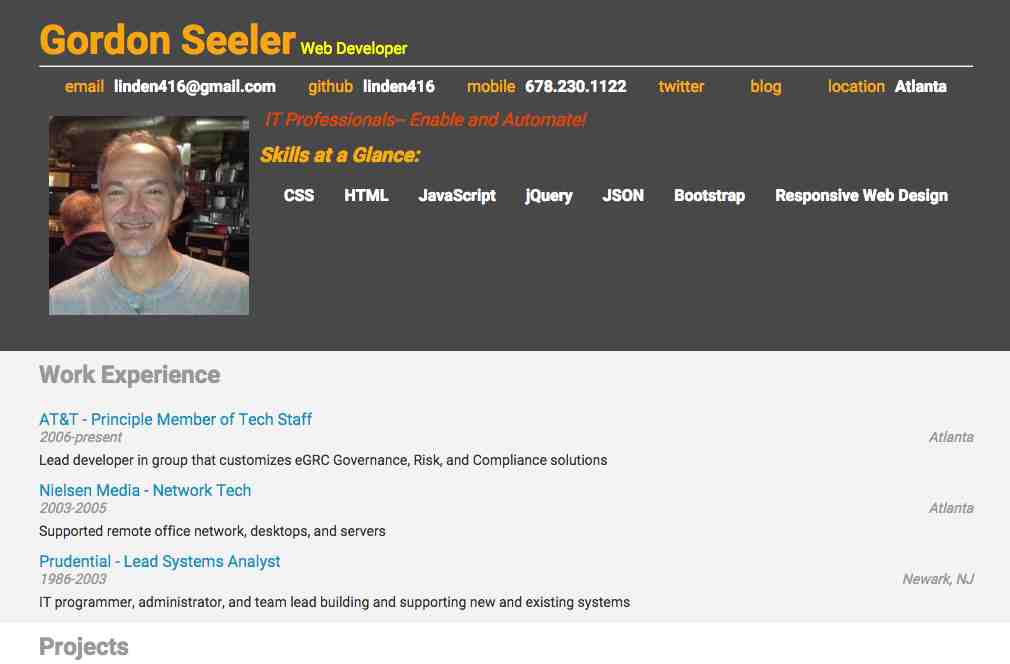 Gordon Seeler Web Developer
email linden416@gmail.com github linden416 mobile 678.230.1122 twitter blog location Atlanta
IT Professionals-- Enable and Automate!
Skills at a Glance:
CSS HTML JavaScript jQuery JSON Bootstrap Responsive Web Design
Work Experience
AT&T - Principle Member of Tech Staff
2006-present Atlanta
Lead developer in group that customizes eGRC Governance, Risk, and Compliance solutions
Nielsen Media - Network Tech
2003-2005 Atlanta
Supported remote office network, desktops, and servers
Prudential - Lead Systems Analyst
1986-2003 Newark, NJ
IT programmer, administrator, and team lead building and supporting new and existing systems
Projects